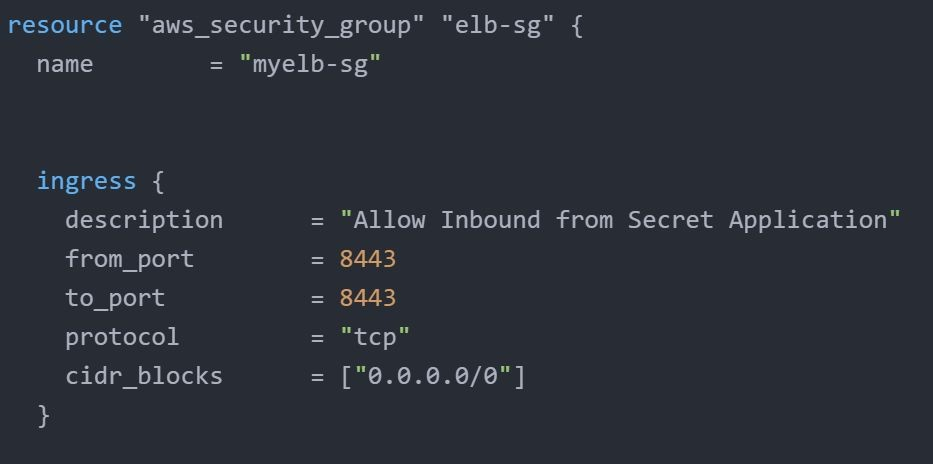 resource "aws_security_group" "elb-sg" {
  name        = "myelb-sg"
  ingress {
    description      = "Allow Inbound from Secret Application"
    from_port        = 8443
    to_port          = 8443
    protocol         = "tcp"
    cidr_blocks      = ["0.0.0.0/0"]
  }